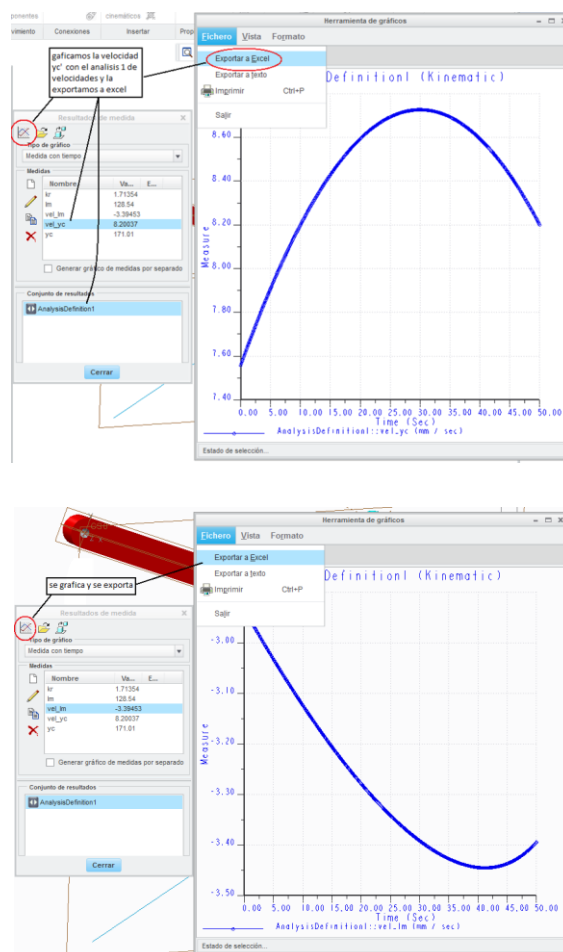 cinemáticos
Conexiones
Insertar
gaficamos la velocidad
yc' con el analisis 1 de
velocidades y la
exportamos a excel
Resultados de medida
Tipo de gráfico
Medida con tiempo
Medidas
Nombre Va... E...
kr 1.71354
lm 128.54
vel_lm -3.39453
vel_yc 8.20037
yc 171.01
Generar gráfico de medidas por separado
Conjunto de resultados
AnalysisDefinition1
Cerrar
Herramienta de gráficos
Fichero Vista Formato
Exportar a Excel
Exportar a texto
Imprimir Ctrl+P
Salir
Definition1 (Kinematic)
8.60
8.40
8.20
8.00
7.80
7.60
7.40
Measure
0.00 5.00 10.00 15.00 20.00 25.00 30.00 35.00 40.00 45.00 50.00
Time (Sec)
AnalysisDefinition1::vel_yc (mm / sec)
Estado de selección...
se grafica y se exporta
Resultados de medida
Tipo de gráfico
Medida con tiempo
Medidas
Nombre Va... E...
kr 1.71354
lm 128.54
vel_lm -3.39453
vel_yc 8.20037
yc 171.01
Generar gráfico de medidas por separado
Conjunto de resultados
AnalysisDefinition1
Cerrar
Herramienta de gráficos
Fichero Vista Formato
Exportar a Excel
Exportar a texto
Imprimir Ctrl+P
Salir
Definition1 (Kinematic)
-3.00
-3.10
-3.20
-3.30
-3.40
-3.50
Measure
0.00 5.00 10.00 15.00 20.00 25.00 30.00 35.00 40.00 45.00 50.00
Time (Sec)
AnalysisDefinition1::vel_lm (mm / sec)
Estado de selección...